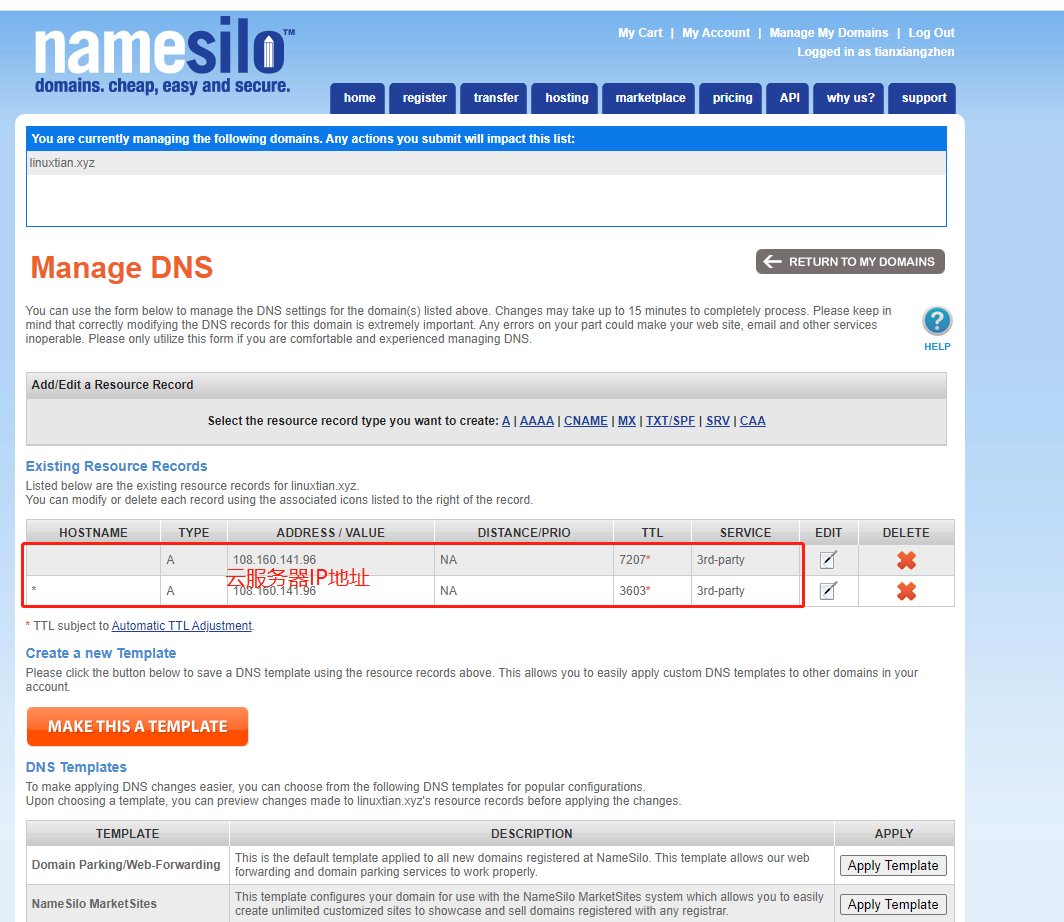 namesilo™
domains. cheap, easy and secure.
My Cart | My Account | Manage My Domains | Log Out
Logged in as tianxiangzhen
home register transfer hosting marketplace pricing API why us? support
You are currently managing the following domains. Any actions you submit will impact this list:
linuxtian.xyz
Manage DNS
RETURN TO MY DOMAINS
You can use the form below to manage the DNS settings for the domain(s) listed above. Changes may take up to 15 minutes to completely process. Please keep in
mind that correctly modifying the DNS records for this domain is extremely important. Any errors on your part could make your web site, email and other services
inoperable. Please only utilize this form if you are comfortable and experienced managing DNS.
?
HELP
Add/Edit a Resource Record
Select the resource record type you want to create: A | AAAA | CNAME | MX | TXT/SPF | SRV | CAA
Existing Resource Records
Listed below are the existing resource records for linuxtian.xyz.
You can modify or delete each record using the associated icons listed to the right of the record.
HOSTNAME TYPE ADDRESS / VALUE DISTANCE/PRIO TTL SERVICE EDIT DELETE
A 108.160.141.96 NA 7207* 3rd-party
云服务器IP地址
* A 108.160.141.96 NA 3603* 3rd-party
* TTL subject to Automatic TTL Adjustment.
Create a new Template
Please click the button below to save a DNS template using the resource records above. This allows you to easily apply custom DNS templates to other domains in your
account.
MAKE THIS A TEMPLATE
DNS Templates
To make applying DNS changes easier, you can choose from the following DNS templates for popular configurations.
Upon choosing a template, you can preview changes made to linuxtian.xyz's resource records before applying the changes.
TEMPLATE DESCRIPTION APPLY
Domain Parking/Web-Forwarding This is the default template applied to all new domains registered at NameSilo. This template allows our web
forwarding and domain parking services to work properly. Apply Template
NameSilo MarketSites This template configures your domain for use with the NameSilo MarketSites system which allows you to easily
create unlimited customized sites to showcase and sell domains registered with any registrar. Apply Template